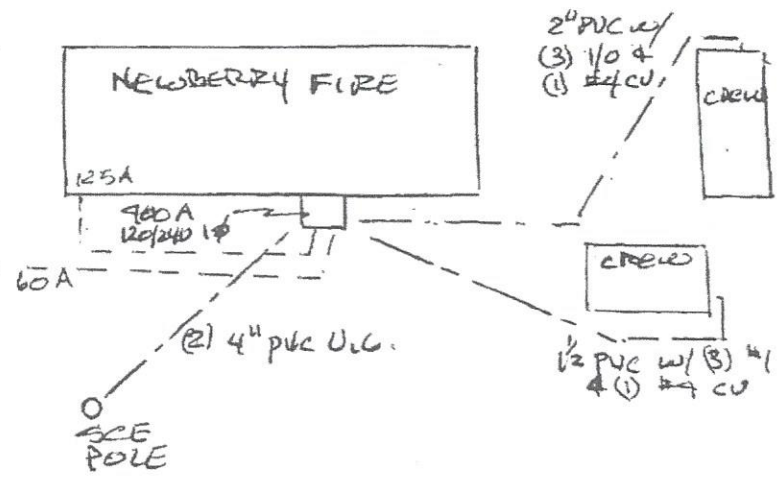 2" PVC W/
(3) 1/0 &
(1) #4 CU
NEWBERRY FIRE
CREW
125A
400A
120/240 1φ
60A
CREW
(2) 4" PVC U.G.
1½ PVC W/ (3) #1
& (1) #4 CU
SCE
POLE